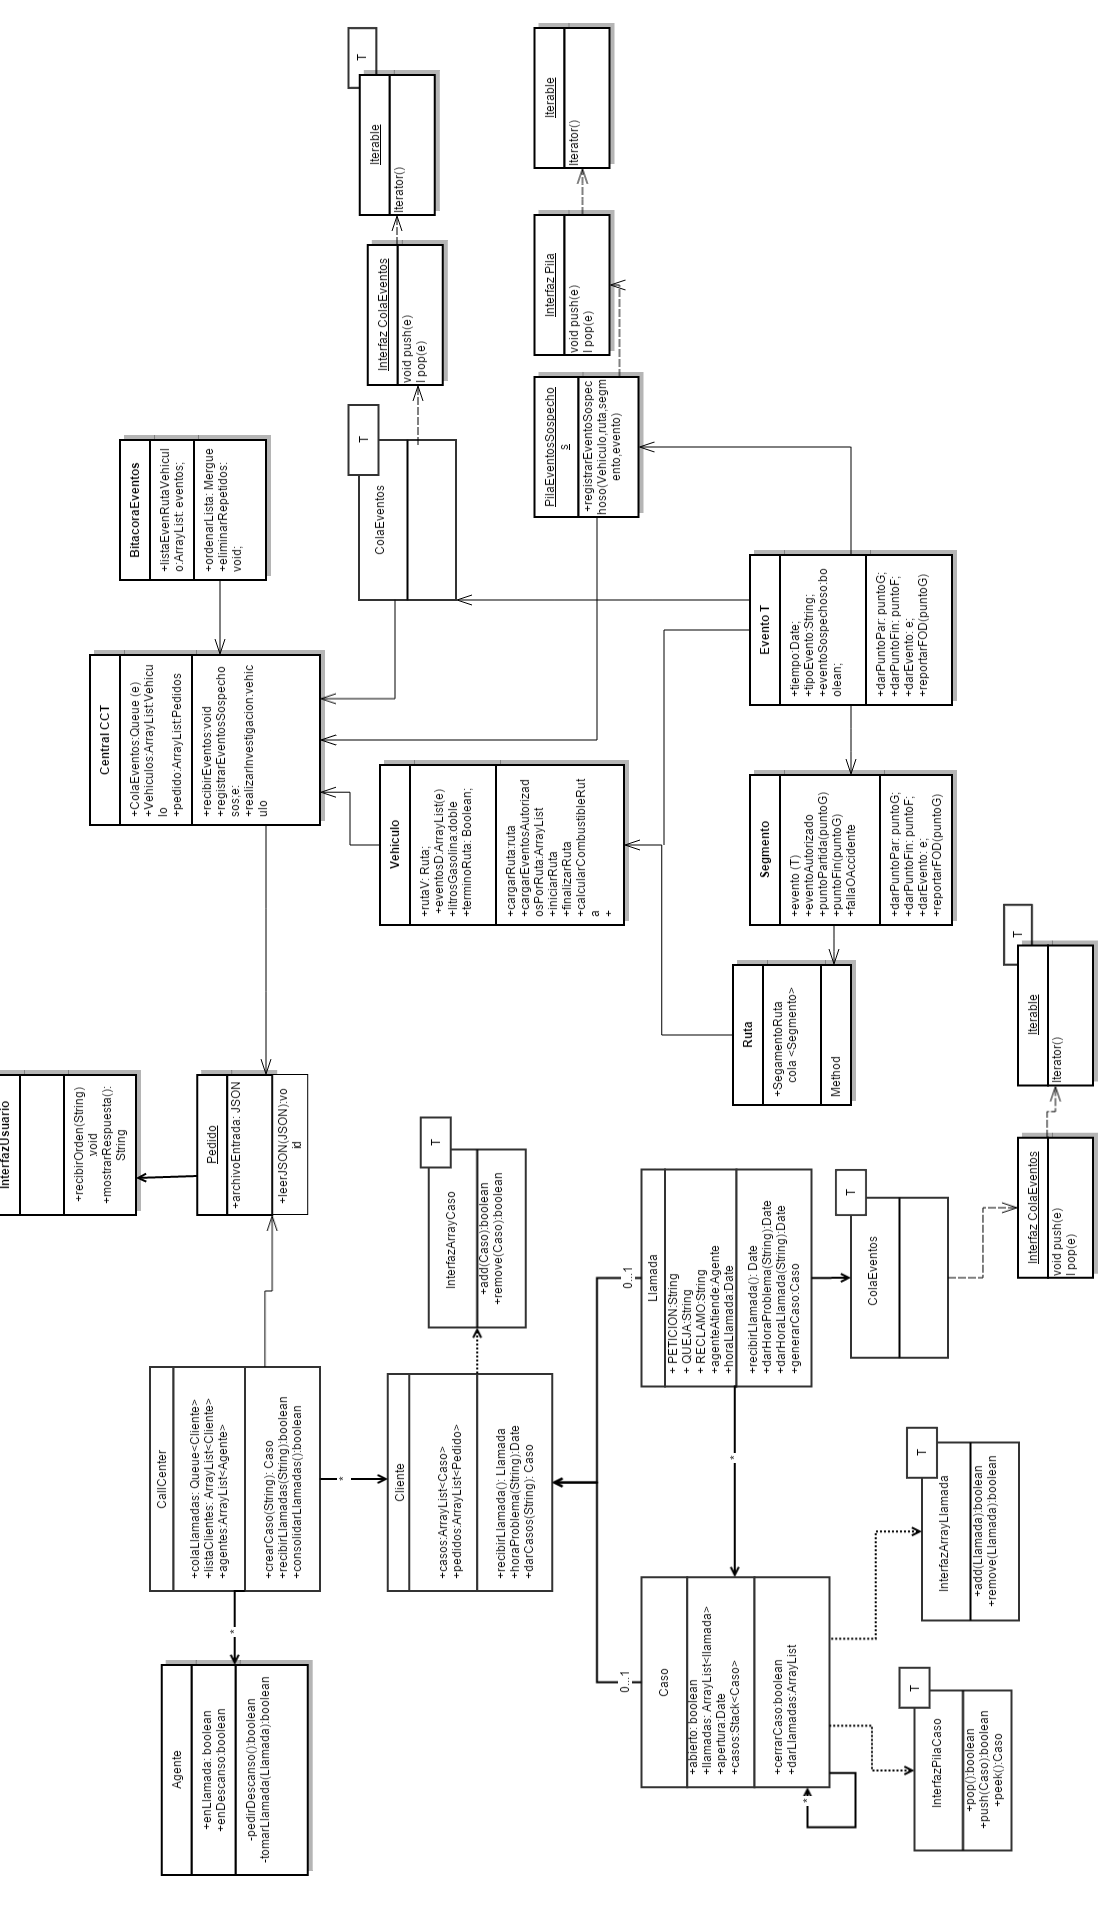 T
Iterable
Iterator()
Iterable
Iterator()
Interfaz ColaEventos
void push(e)
I pop(e)
Interfaz Pila
void push(e)
I pop(e)
BitacoraEventos
+listaEvenRutaVehicul
o:ArrayList: eventos;
+ordenarLista: Mergue
+eliminarRepetidos:
void;
T
ColaEventos
PilaEventosSospecho
s
+registrarEventoSospec
hoso(Vehiculo,ruta,segm
ento,evento)
Central CCT
+ColaEventos:Queue (e)
+Vehiculos:ArrayList:Vehicu
lo
+pedido:ArrayList:Pedidos
+recibirEventos:void
+registrarEventosSospecho
sos;e;
+realizarInvestigacion:vehic
ulo
Evento T
+tiempo:Date;
+tipoEvento:String;
+eventoSospechoso:bo
olean;
+darPuntoPar: puntoG;
+darPuntoFin: puntoF;
+darEvento: e;
+reportarFOD(puntoG)
Vehiculo
+rutaV: Ruta;
+eventosD:ArrayList(e)
+litrosGasolina:doble
+terminoRuta: Boolean;
+cargarRuta:ruta
+cargarEventosAutorizad
osPorRuta:ArrayList
+iniciarRuta
+finalizarRuta
+calcularCombustibleRut
a
+
Segmento
+evento (T)
+eventoAutorizado
+puntoPartida(puntoG)
+puntoFin(puntoG)
+fallaOAccidente
+darPuntoPar: puntoG;
+darPuntoFin: puntoF;
+darEvento: e;
+reportarFOD(puntoG)
Ruta
+SegamentoRuta
cola <Segmento>
Method
T
Iterable
Iterator()
InterfazUsuario
+recibirOrden(String)
void
+mostrarRespuesta():
String
Pedido
+archivoEntrada: JSON
+leerJSON(JSON):vo
id
T
InterfazArrayCaso
+add(Caso):boolean
+remove(Caso):boolean
0...1
Llamada
+ PETICION:String
+ QUEJA:String
+ RECLAMO:String
+agenteAtiende:Agente
+horaLlamada:Date
+recibirLlamada(): Date
+darHoraProblema(String):Date
+darHoraLlamada(String):Date
+generarCaso:Caso
T
ColaEventos
Interfaz ColaEventos
void push(e)
I pop(e)
CallCenter
+colaLlamadas: Queue<Cliente>
+listaClientes: ArrayList<Cliente>
+agentes:ArrayList<Agente>
+crearCaso(String): Caso
+recibirLlamadas(String):boolean
+consolidarLlamadas():boolean
*
Cliente
+casos:ArrayList<Caso>
+pedidos:ArrayList<Pedido>
+recibirLlamada(): Llamada
+horaProblema(String):Date
+darCasos(String): Caso
*
T
InterfazArrayLlamada
+add(Llamada):boolean
+remove(Llamada):boolean
*
Agente
+enLlamada: boolean
+enDescanso:boolean
-pedirDescanso():boolean
-tomarLlamada(Llamada):boolean
0...1
Caso
+abierto: boolean
+llamadas: ArrayList<llamada>
+apertura:Date
+casos:Stack<Caso>
+cerrarCaso:boolean
+darLlamadas:ArrayList
*
T
InterfazPilaCaso
+pop():boolean
+push(Caso):boolean
+peek():Caso